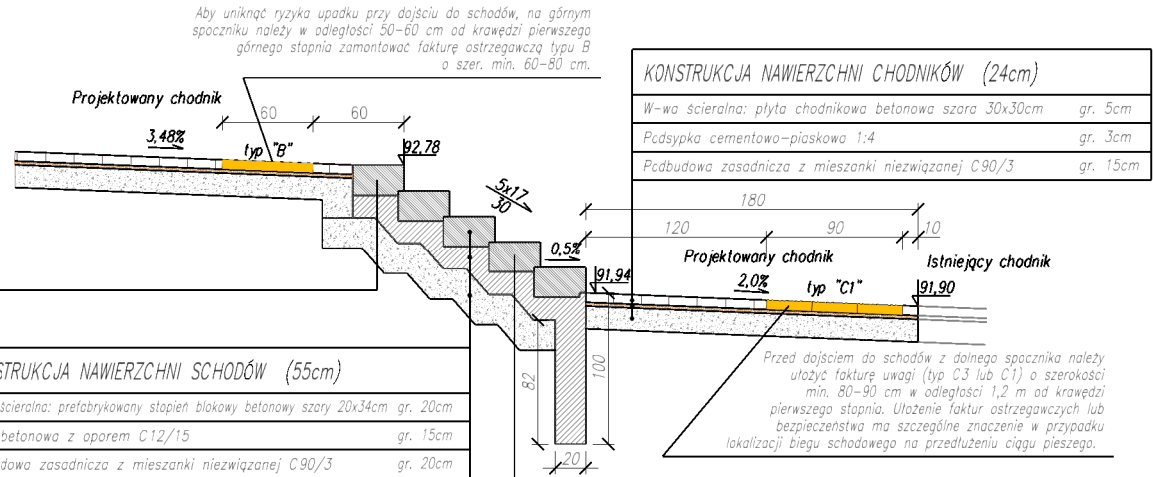 Aby uniknąć ryzyka upadku przy dojściu do schodów, na górnym
spoczniku należy w odległości 50-60 cm od krawędzi pierwszego
górnego stopnia zamontować fakturę ostrzegawczą typu B
o szer. min. 60-80 cm.
KONSTRUKCJA NAWIERZCHNI CHODNIKÓW (24cm)
W-wa ścieralna: płyta chodnikowa betonowa szara 30x30cm gr. 5cm
Podsypka cementowo-piaskowa 1:4 gr. 3cm
Podbudowa zasadnicza z mieszanki niezwiązanej C90/3 gr. 15cm
Projektowany chodnik
60
60
3,48%
typ "B"
92,78
5x17
30
0,5%
180
120
90
10
Projektowany chodnik
Istniejący chodnik
91,94
2,0%
typ "C1"
91,90
82
100
20
STRUKCJA NAWIERZCHNI SCHODÓW (55cm)
ścieralna: prefabrykowany stopień blokowy betonowy szary 20x34cm gr. 20cm
betonowa z oporem C12/15 gr. 15cm
dowa zasadnicza z mieszanki niezwiązanej C90/3 gr. 20cm
Przed dojściem do schodów z dolnego spocznika należy
ułożyć fakturę uwagi (typ C3 lub C1) o szerokości
min. 80-90 cm w odległości 1,2 m od krawędzi
pierwszego stopnia. Ułożenie faktur ostrzegawczych lub
bezpieczeństwa ma szczególne znaczenie w przypadku
lokalizacji biegu schodowego na przedłużeniu ciągu pieszego.